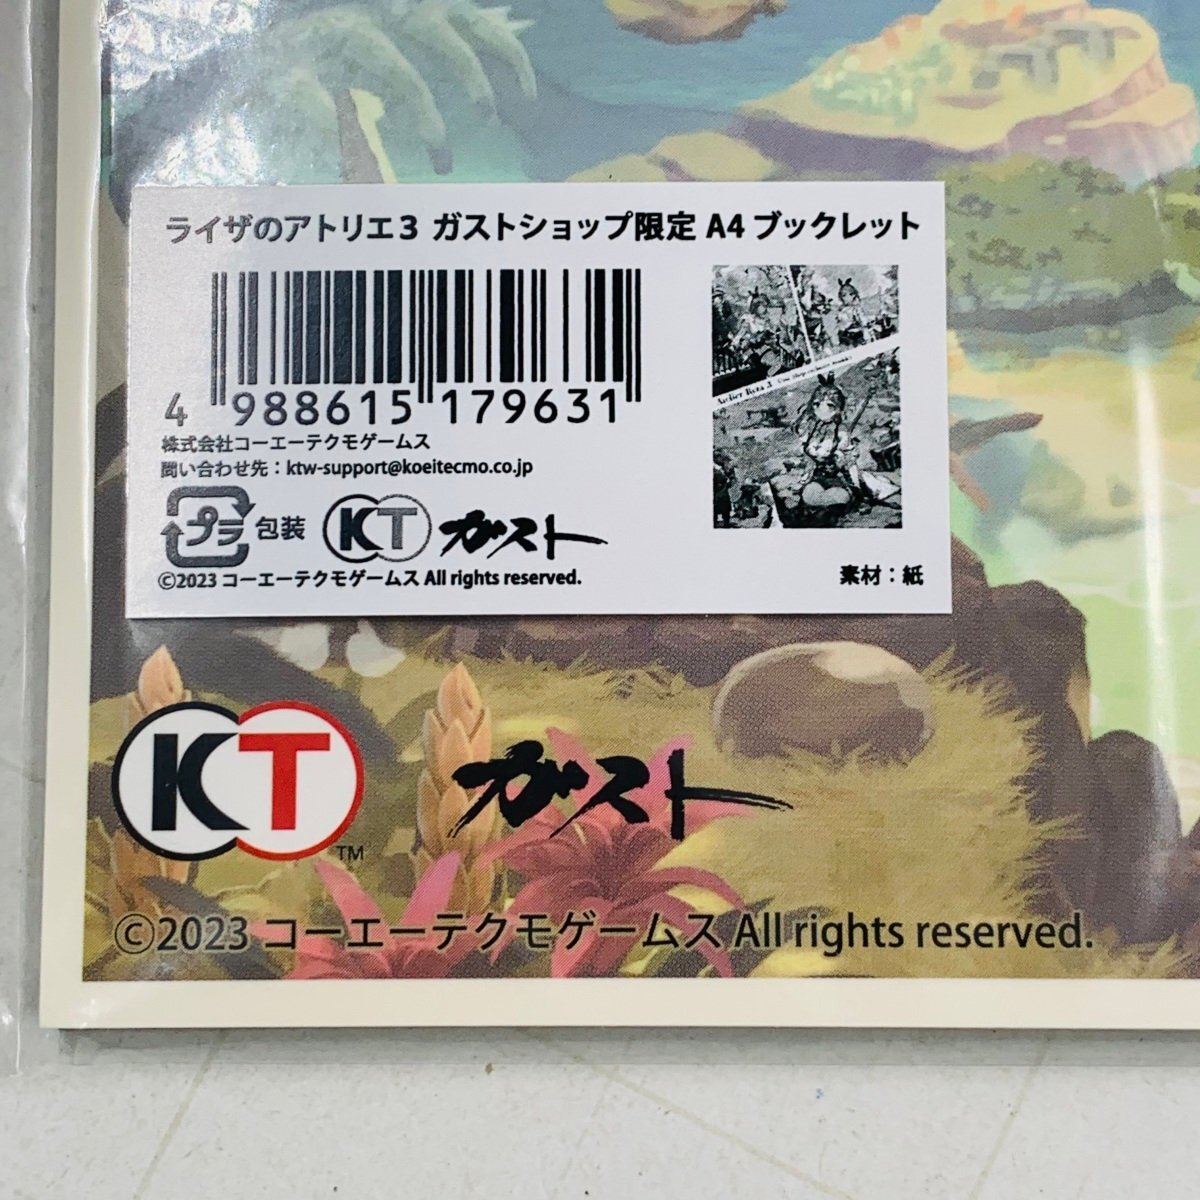 ライザのアトリエ3 ガストショップ限定 A4 ブックレット
4 988615 179631
株式会社コーエーテクモゲームス
問い合わせ先：ktw-support@koeitecmo.co.jp
プラ 包装 KT ガスト
©2023 コーエーテクモゲームス All rights reserved.
Atelier Ryza 3
素材：紙
KT TM ガスト
©2023 コーエーテクモゲームス All rights reserved.